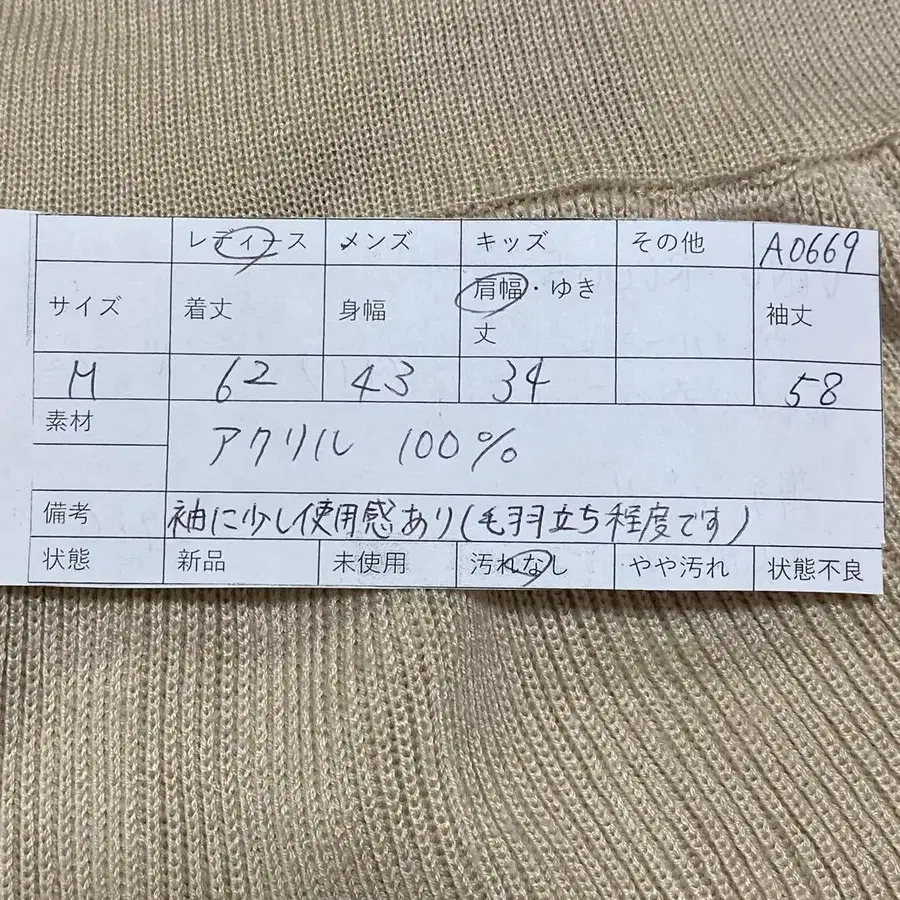 レディース メンズ キッズ その他 A0669
サイズ 着丈 身幅 肩幅・ゆき丈 袖丈
M 62 43 34 58
素材 アクリル 100%
備考 袖に少し使用感あり(毛羽立ち程度です)
状態 新品 未使用 汚れなし やや汚れ 状態不良